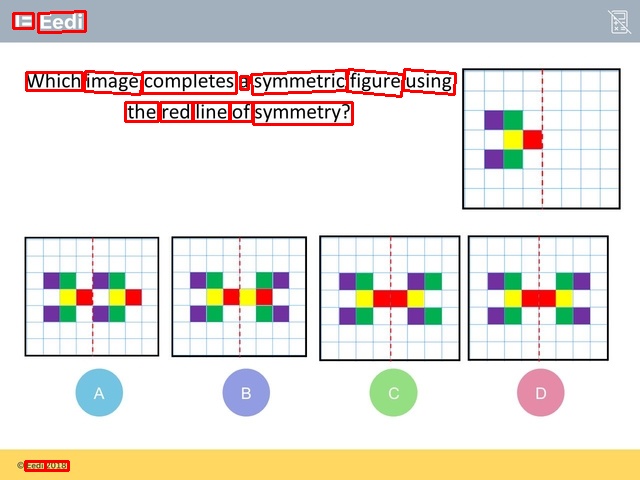 Eedi
Which image completes a symmetric figure using
the red line of symmetry?
A
B
C
D
© Eedi 2018